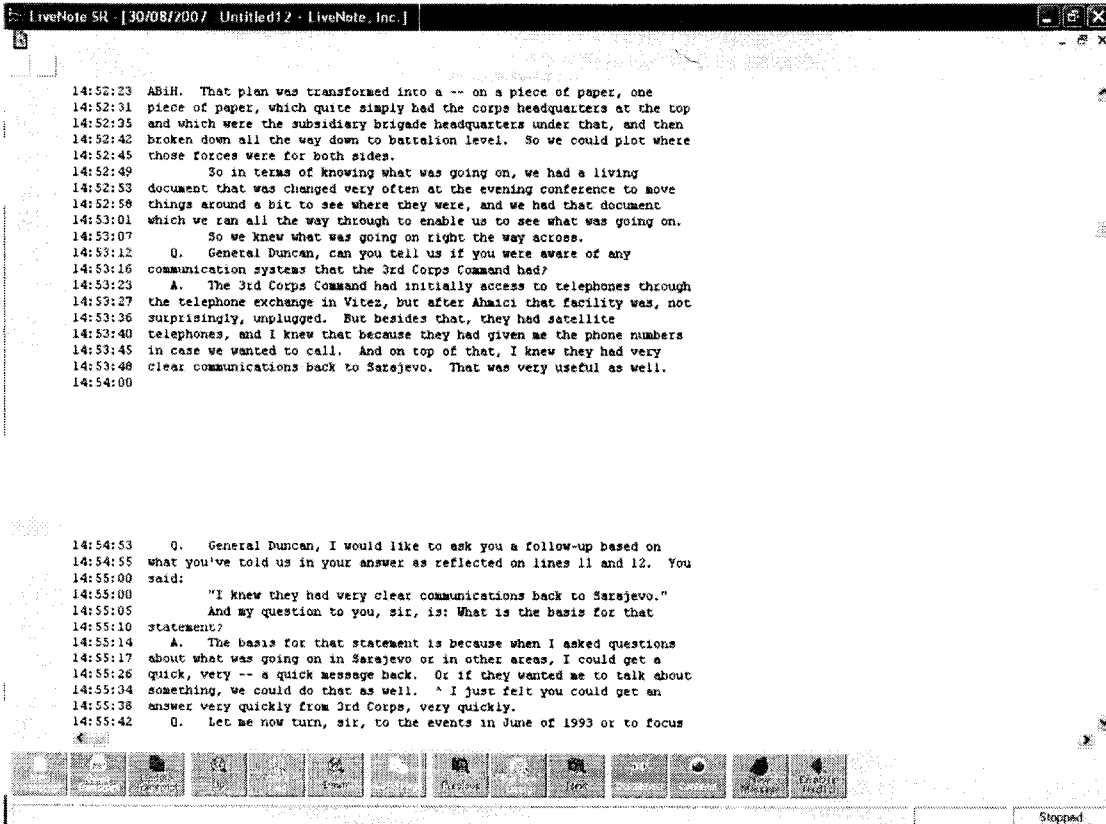 LiveNote SR - [30/08/2007 Untitled12 - LiveNote, Inc.]
14:52:23 ABiH. That plan was transformed into a -- on a piece of paper, one
14:52:31 piece of paper, which quite simply had the corps headquarters at the top
14:52:35 and which were the subsidiary brigade headquarters under that, and then
14:52:42 broken down all the way down to battalion level. So we could plot where
14:52:45 those forces were for both sides.
14:52:49 So in terms of knowing what was going on, we had a living
14:52:53 document that was changed very often at the evening conference to move
14:52:58 things around a bit to see where they were, and we had that document
14:53:01 which we ran all the way through to enable us to see what was going on.
14:53:07 So we knew what was going on right the way across.
14:53:12 Q. General Duncan, can you tell us if you were aware of any
14:53:16 communication systems that the 3rd Corps Command had?
14:53:23 A. The 3rd Corps Command had initially access to telephones through
14:53:27 the telephone exchange in Vitez, but after Ahmici that facility was, not
14:53:36 surprisingly, unplugged. But besides that, they had satellite
14:53:40 telephones, and I knew that because they had given me the phone numbers
14:53:45 in case we wanted to call. And on top of that, I knew they had very
14:53:48 clear communications back to Sarajevo. That was very useful as well.
14:54:00
14:54:53 Q. General Duncan, I would like to ask you a follow-up based on
14:54:55 what you've told us in your answer as reflected on lines 11 and 12. You
14:55:00 said:
14:55:00 "I knew they had very clear communications back to Sarajevo."
14:55:05 And my question to you, sir, is: What is the basis for that
14:55:10 statement?
14:55:14 A. The basis for that statement is because when I asked questions
14:55:17 about what was going on in Sarajevo or in other areas, I could get a
14:55:26 quick, very -- a quick message back. Or if they wanted me to talk about
14:55:34 something, we could do that as well. ^ I just felt you could get an
14:55:38 answer very quickly from 3rd Corps, very quickly.
14:55:42 Q. Let me now turn, sir, to the events in June of 1993 or to focus
Up
Down
Previous
Stopped